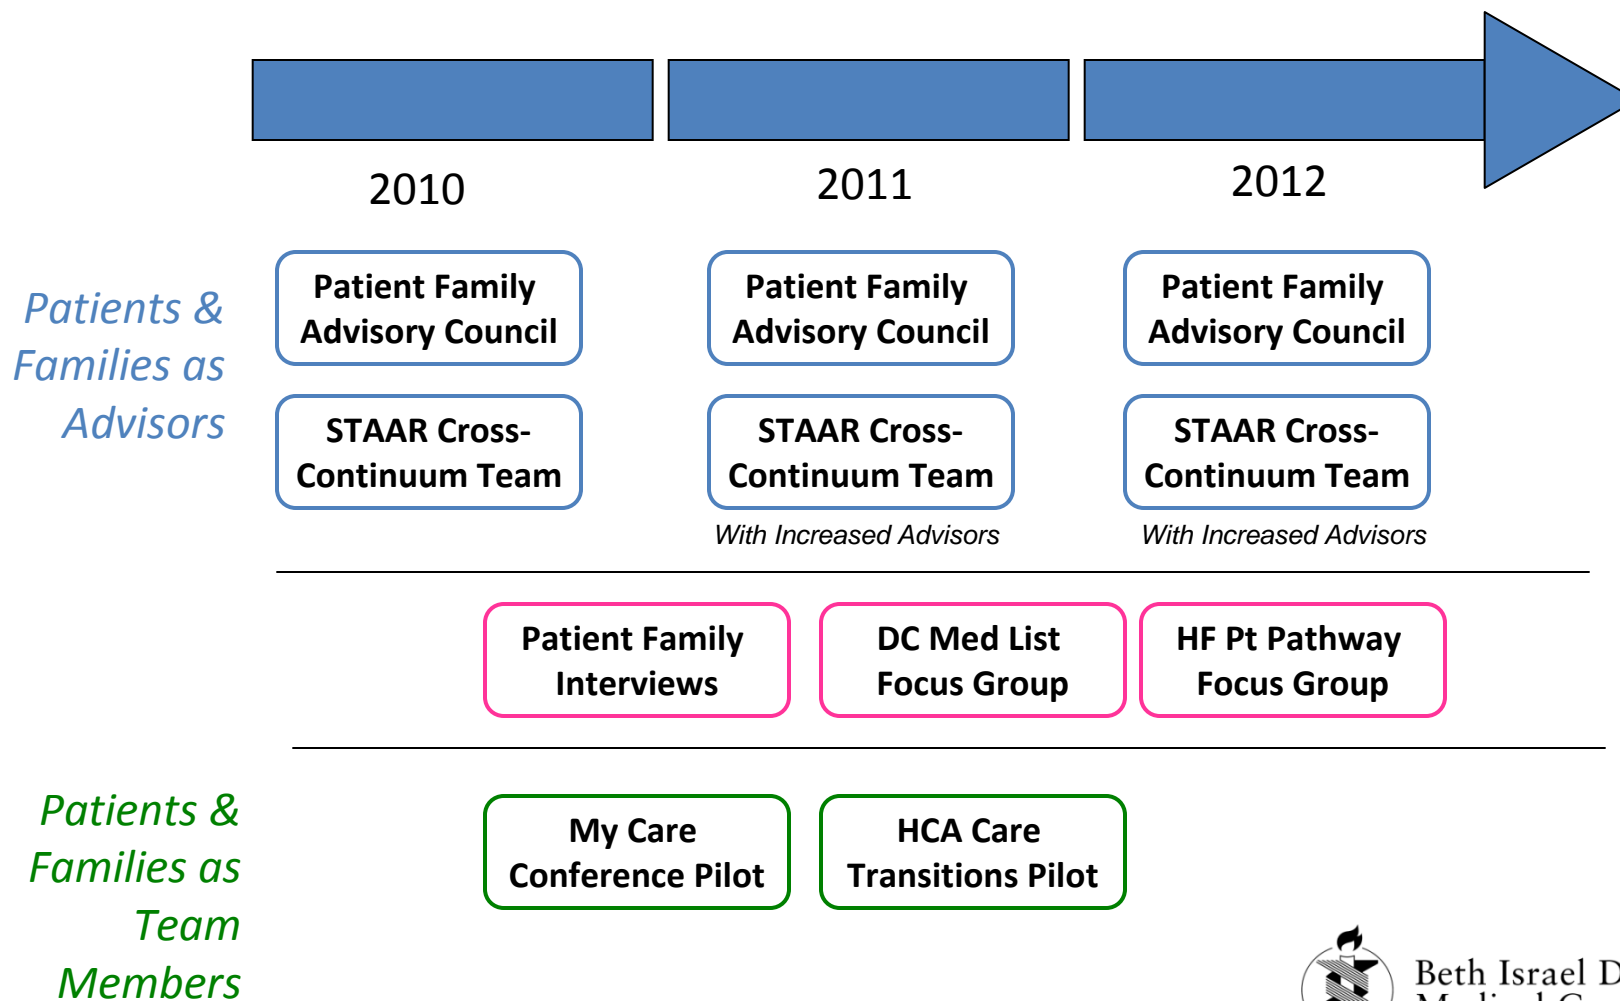 2010
2011
2012
Patients &
Families as
Advisors
Patient Family
Advisory Council
Patient Family
Advisory Council
Patient Family
Advisory Council
STAAR Cross-
Continuum Team
STAAR Cross-
Continuum Team
With Increased Advisors
STAAR Cross-
Continuum Team
With Increased Advisors
Patient Family
Interviews
DC Med List
Focus Group
HF Pt Pathway
Focus Group
Patients &
Families as
Team
Members
My Care
Conference Pilot
HCA Care
Transitions Pilot
Beth Israel D